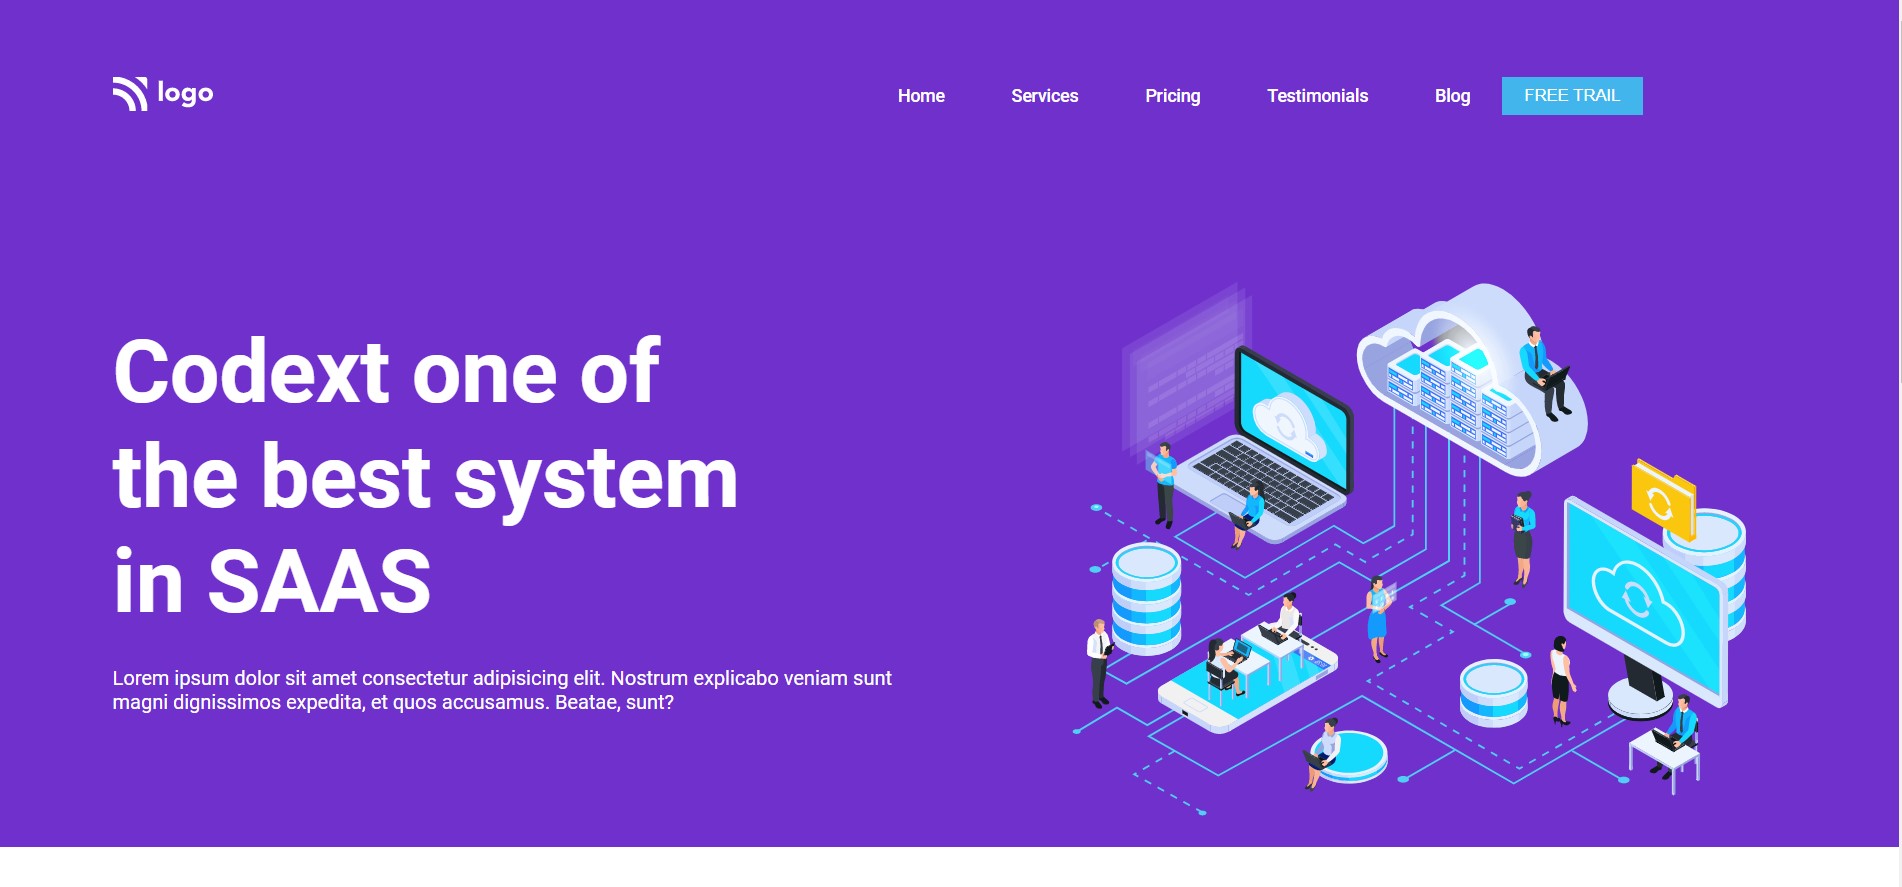 logo
Home
Services
Pricing
Testimonials
Blog
FREE TRAIL
Codext one of
the best system
in SAAS
Lorem ipsum dolor sit amet consectetur adipisicing elit. Nostrum explicabo veniam sunt
magni dignissimos expedita, et quos accusamus. Beatae, sunt?